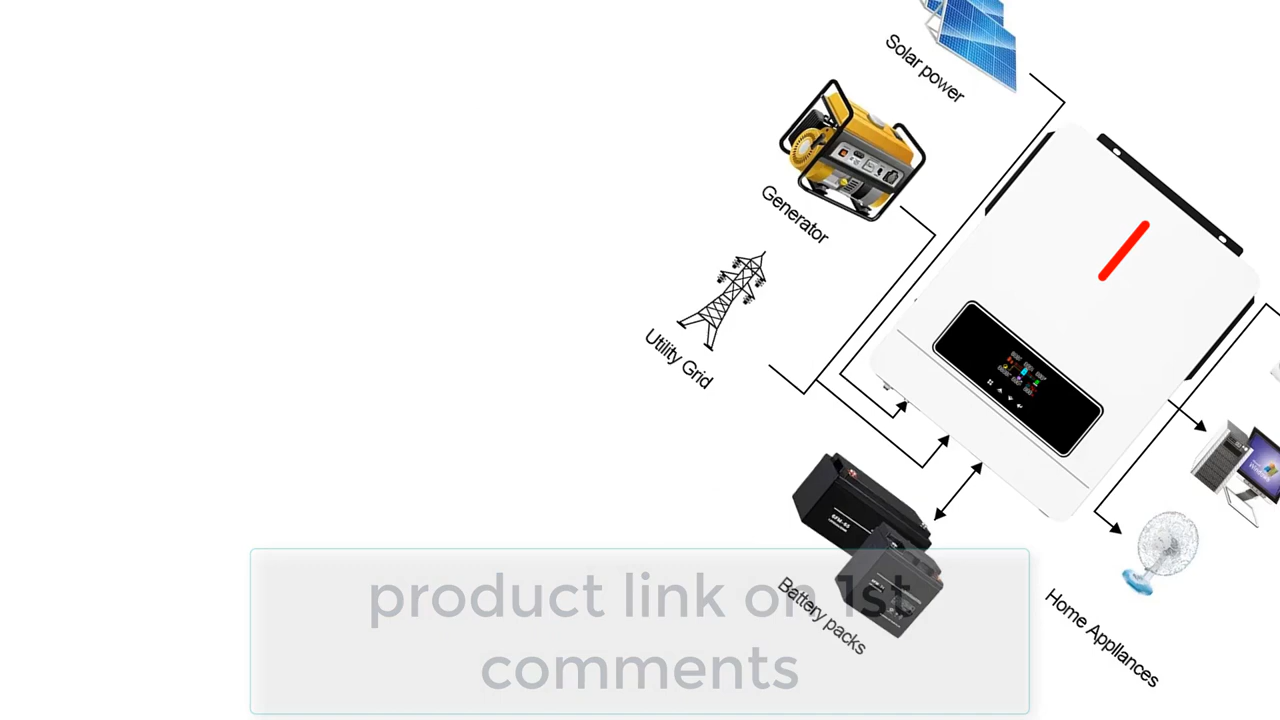 Solar power
Generator
Utility Grid
Battery packs
Home Appliances
product link on 1st
comments